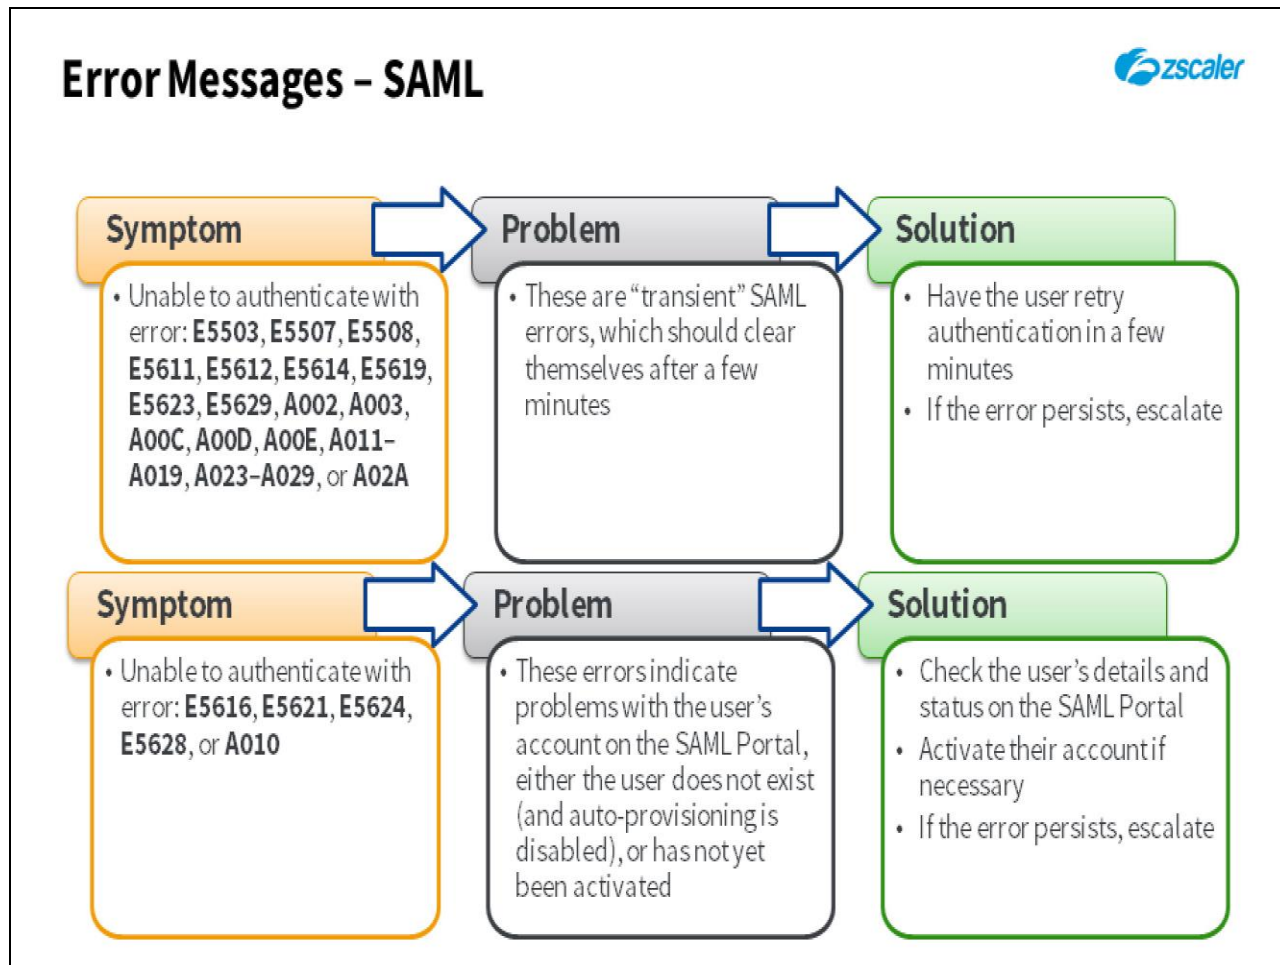 Error Messages – SAML
zscaler
Symptom
• Unable to authenticate with
error: E5503, E5507, E5508,
E5611, E5612, E5614, E5619,
E5623, E5629, A002, A003,
A00C, A00D, A00E, A011–
A019, A023–A029, or A02A
Problem
• These are “transient” SAML
errors, which should clear
themselves after a few
minutes
Solution
• Have the user retry
authentication in a few
minutes
• If the error persists, escalate
Symptom
• Unable to authenticate with
error: E5616, E5621, E5624,
E5628, or A010
Problem
• These errors indicate
problems with the user’s
account on the SAML Portal,
either the user does not exist
(and auto-provisioning is
disabled), or has not yet
been activated
Solution
• Check the user’s details and
status on the SAML Portal
• Activate their account if
necessary
• If the error persists, escalate